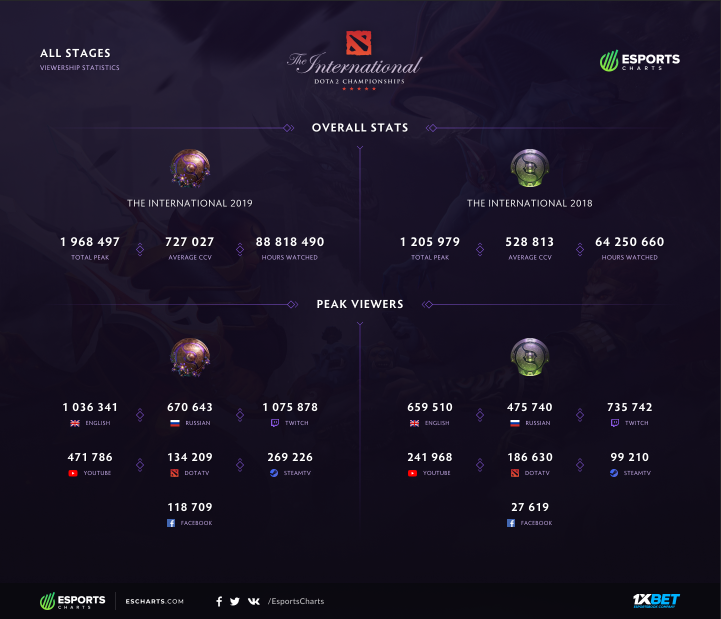 ALL STAGES
VIEWERSHIP STATISTICS
The International
DOTA 2 CHAMPIONSHIPS
ESPORTS
CHARTS
OVERALL STATS
THE INTERNATIONAL 2019
1 968 497 727 027 88 818 490
TOTAL PEAK AVERAGE CCV HOURS WATCHED
THE INTERNATIONAL 2018
1 205 979 528 813 64 250 660
TOTAL PEAK AVERAGE CCV HOURS WATCHED
PEAK VIEWERS
1 036 341 670 643 1 075 878
ENGLISH RUSSIAN TWITCH
471 786 134 209 269 226
YOUTUBE DOTATV STEAMTV
118 709
FACEBOOK
659 510 475 740 735 742
ENGLISH RUSSIAN TWITCH
241 968 186 630 99 210
YOUTUBE DOTATV STEAMTV
27 619
FACEBOOK
ESPORTS
CHARTS
ESCHARTS.COM
/EsportsCharts
1XBET